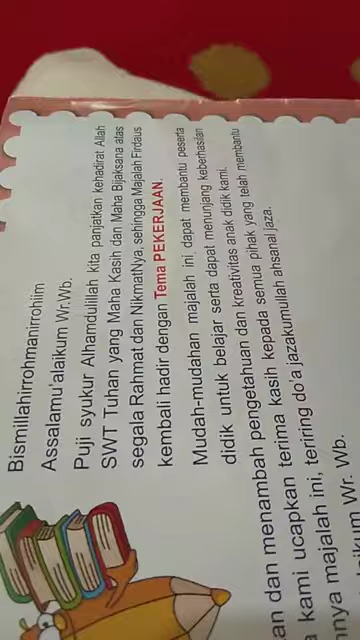 Bismillahirrohmanirrohiim
Assalamu'alaikum Wr.Wb.
Puji syukur Alhamdulillah kita panjatkan kehadirat Allah
SWT Tuhan yang Maha Kasih dan Maha Bijaksana atas
segala Rahmat dan NikmatNya. sehingga Majalah Firdaus
kembali hadir dengan Tema PEKERJAAN.
Mudah-mudahan majalah ini, dapat membantu peserta
didik untuk belajar serta dapat menunjang keberhasilan
an dan menambah pengetahuan dan kreativitas anak didik kami.
kami ucapkan terima kasih kepada semua pihak yang telah membantu
nya majalah ini, teriring do'a jazakumullah ahsanal jaza.
Wr. Wb.